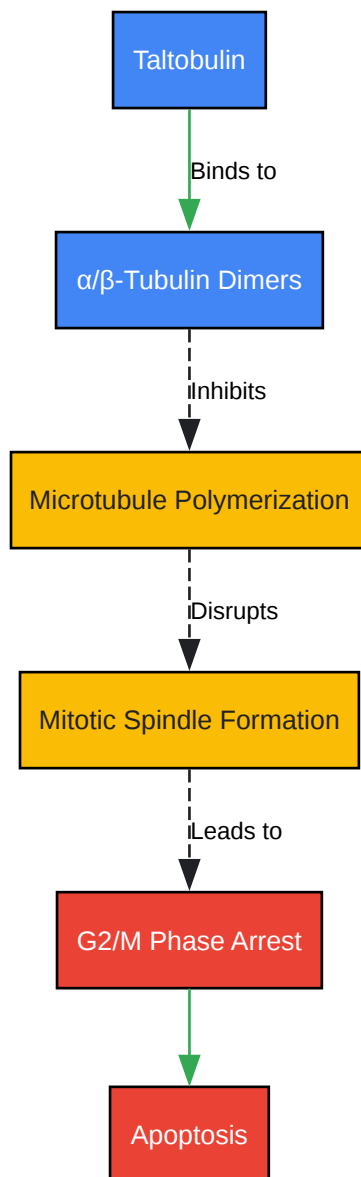 Taltobulin
Binds to
α/β-Tubulin Dimers
Inhibits
Microtubule Polymerization
Disrupts
Mitotic Spindle Formation
Leads to
G2/M Phase Arrest
Apoptosis